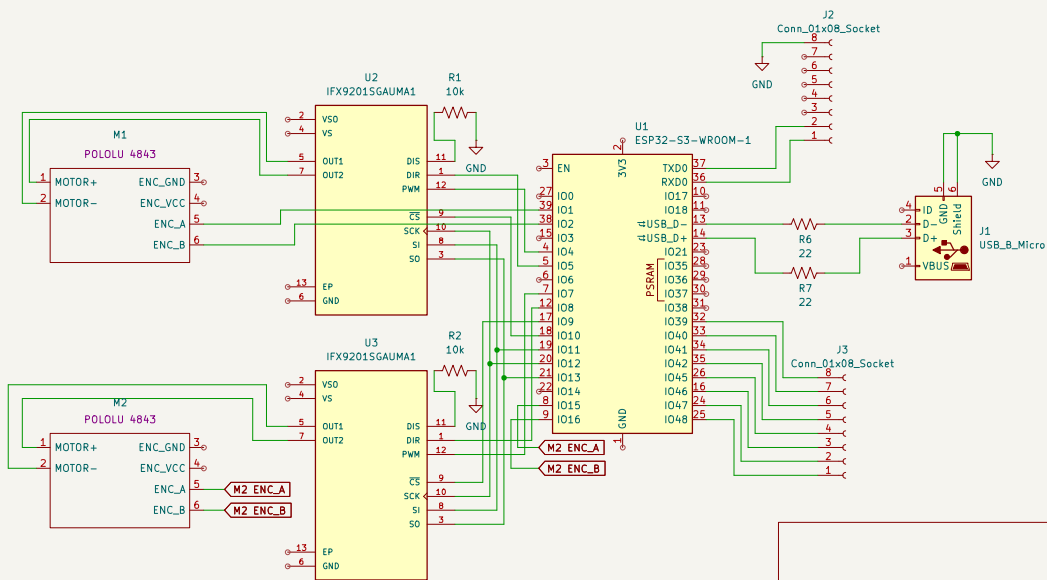 J2
Conn_01x08_Socket
8
7
6
5
4
3
2
1
GND
U2
IFX9201SGAUMA1
2 VSO
4 VS
5 OUT1
7 OUT2
13 EP
6 GND
DIS 11
DIR 1
PWM 12
CS 9
SCK 10
SI 8
SO 3
R1
10k
GND
M1
POLOLU 4843
1 MOTOR+
2 MOTOR-
ENC_GND 3
ENC_VCC 4
ENC_A 5
ENC_B 6
U1
ESP32-S3-WROOM-1
2
3V3
3 EN
27 IO0
39 IO1
38 IO2
15 IO3
4 IO4
5 IO5
6 IO6
7 IO7
12 IO8
17 IO9
18 IO10
19 IO11
20 IO12
21 IO13
22 IO14
8 IO15
9 IO16
TXD0 37
RXD0 36
IO17 10
IO18 11
USB_D- 13
USB_D+ 14
IO21 23
IO35 28
IO36 29
IO37 30
IO38 31
IO39 32
IO40 33
IO41 34
IO42 35
IO45 26
IO46 16
IO47 24
IO48 25
PSRAM
GND
1
M2 ENC_A
M2 ENC_B
R6
22
R7
22
GND
5 GND
6 Shield
4 ID
2 D-
3 D+
1 VBUS
J1
USB_B_Micro
J3
Conn_01x08_Socket
8
7
6
5
4
3
2
1
U3
IFX9201SGAUMA1
2 VSO
4 VS
5 OUT1
7 OUT2
13 EP
6 GND
DIS 11
DIR 1
PWM 12
CS 9
SCK 10
SI 8
SO 3
R2
10k
GND
M2
POLOLU 4843
1 MOTOR+
2 MOTOR-
ENC_GND 3
ENC_VCC 4
ENC_A 5
ENC_B 6
M2 ENC_A
M2 ENC_B